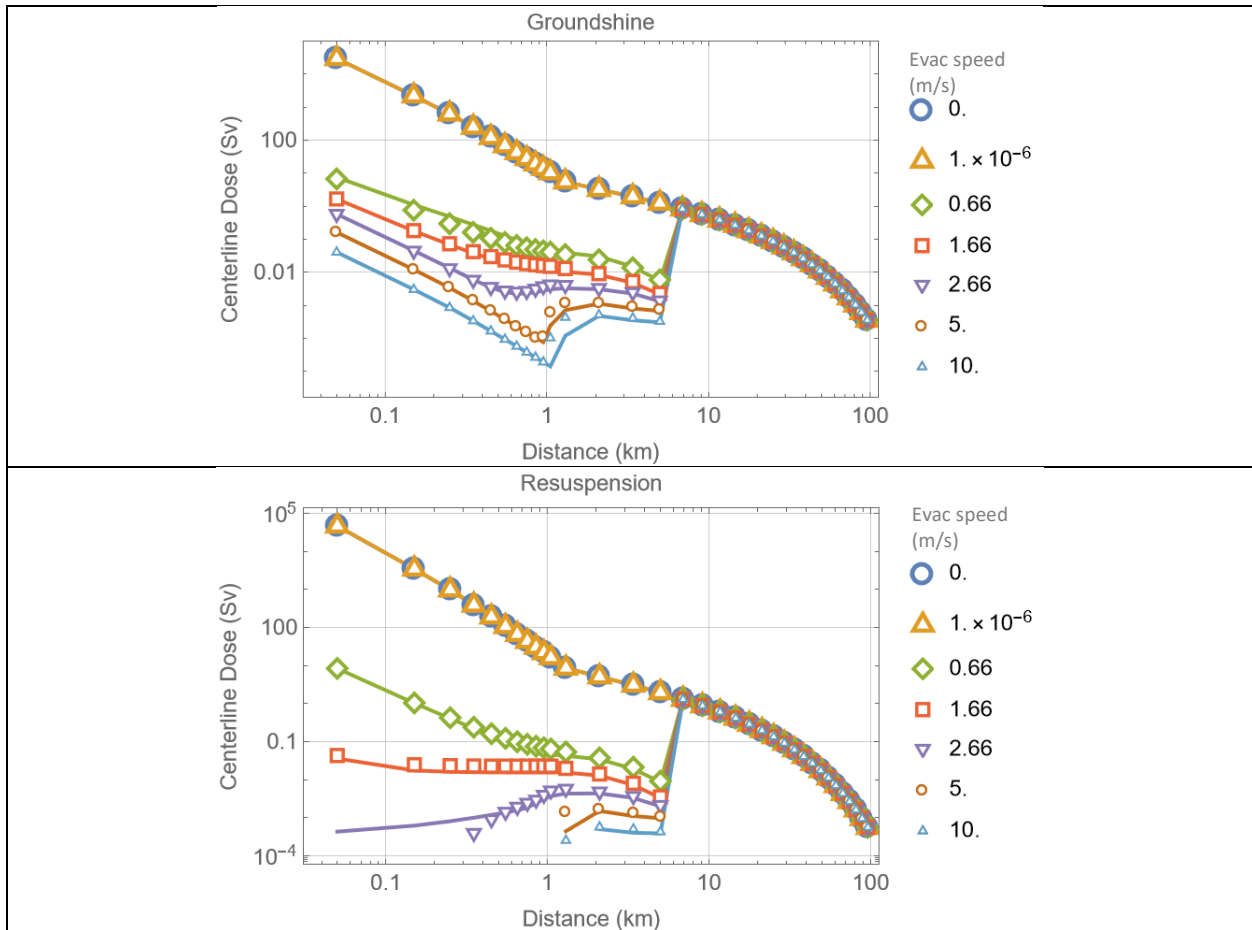 Groundshine
Centerline Dose (Sv)
100
0.01
0.1
1
10
100
Distance (km)
Evac speed
(m/s)
0.
1. × 10⁻⁶
0.66
1.66
2.66
5.
10.
Resuspension
Centerline Dose (Sv)
10⁵
100
0.1
10⁻⁴
0.1
1
10
100
Distance (km)
Evac speed
(m/s)
0.
1. × 10⁻⁶
0.66
1.66
2.66
5.
10.